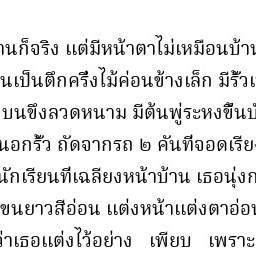 านก็จริง แต่มีหน้าตาไม่เหมือนบ้าน
นเป็นตึกครึ่งไม้ค่อนข้างเล็ก มีรั้ว
บนขึงลวดหนาม มีต้นพู่ระหงขึ้น
นอกรั้ว ถัดจากรถ ๒ คันที่จอดเรีย
นักเรียนที่เฉลียงหน้าบ้าน เธอนุ่ง
ขนยาวสีอ่อน แต่งหน้าแต่งตาอ่อน
ว่าเธอแต่งไว้อย่าง เพียบ เพราะ